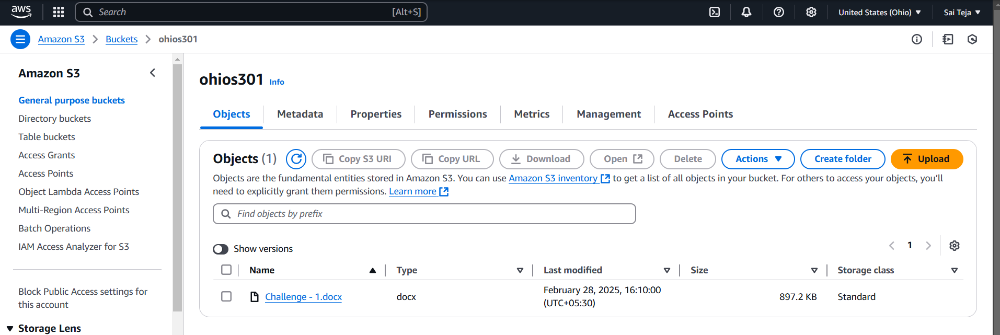 aws
Search [Alt+S]
United States (Ohio)
Sai Teja
Amazon S3 > Buckets > ohios301
Amazon S3
General purpose buckets
Directory buckets
Table buckets
Access Grants
Access Points
Object Lambda Access Points
Multi-Region Access Points
Batch Operations
IAM Access Analyzer for S3
Block Public Access settings for
this account
Storage Lens
ohios301 Info
Objects Metadata Properties Permissions Metrics Management Access Points
Objects (1) Copy S3 URI Copy URL Download Open Delete Actions Create folder Upload
Objects are the fundamental entities stored in Amazon S3. You can use Amazon S3 inventory to get a list of all objects in your bucket. For others to access your objects, you'll
need to explicitly grant them permissions. Learn more
Find objects by prefix
Show versions
1
Name Type Last modified Size Storage class
Challenge - 1.docx docx February 28, 2025, 16:10:00 897.2 KB Standard
(UTC+05:30)